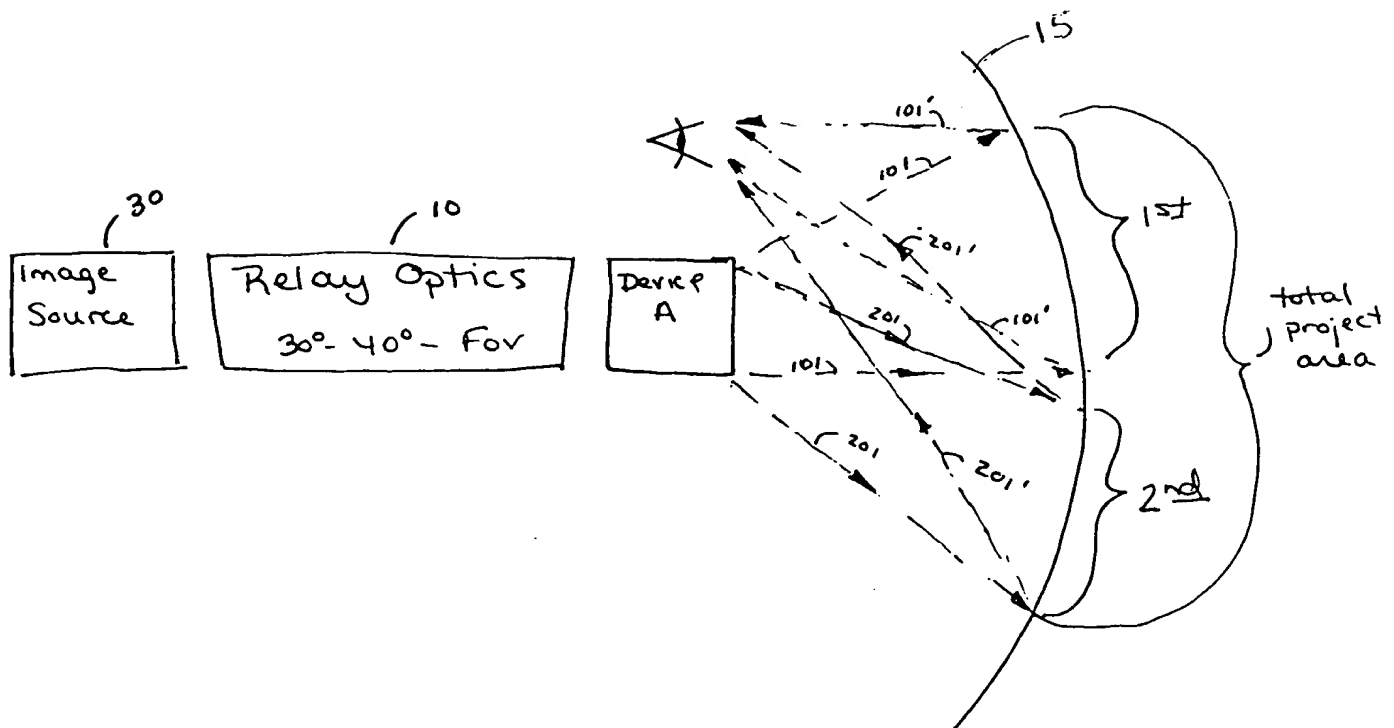 15
101'
101
1st
30
10
201'
Image
Source
Relay Optics
30°- 40° - Fov
Device
A
201
101'
total
project
area
101
201
201'
2nd